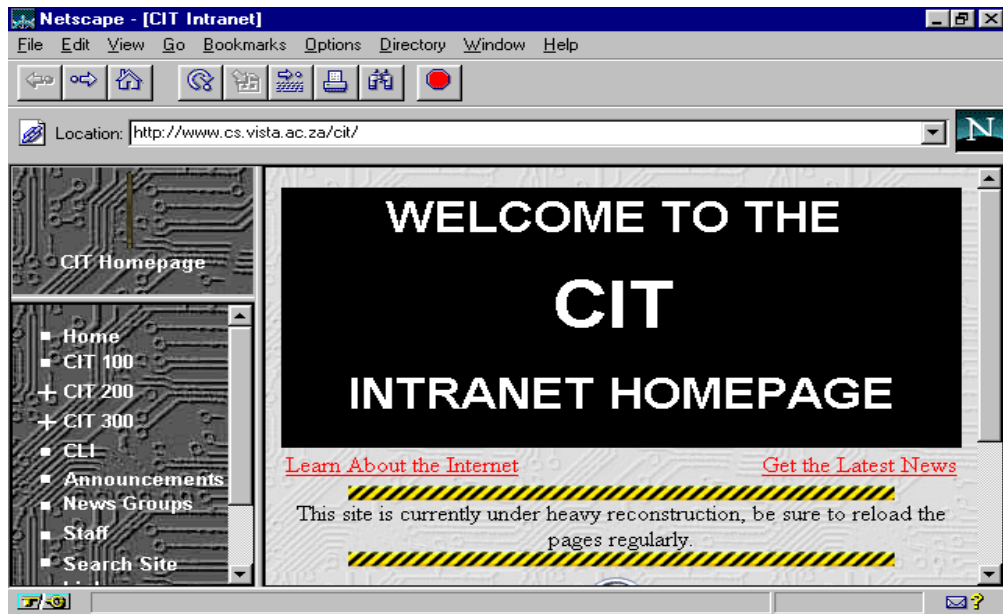 Netscape - [CIT Intranet]
File Edit View Go Bookmarks Options Directory Window Help
Location: http://www.cs.vista.ac.za/cit/
N
CIT Homepage
Home
CIT 100
CIT 200
CIT 300
CLI
Announcements
News Groups
Staff
Search Site
WELCOME TO THE
CIT
INTRANET HOMEPAGE
Learn About the Internet Get the Latest News
This site is currently under heavy reconstruction, be sure to reload the
pages regularly.